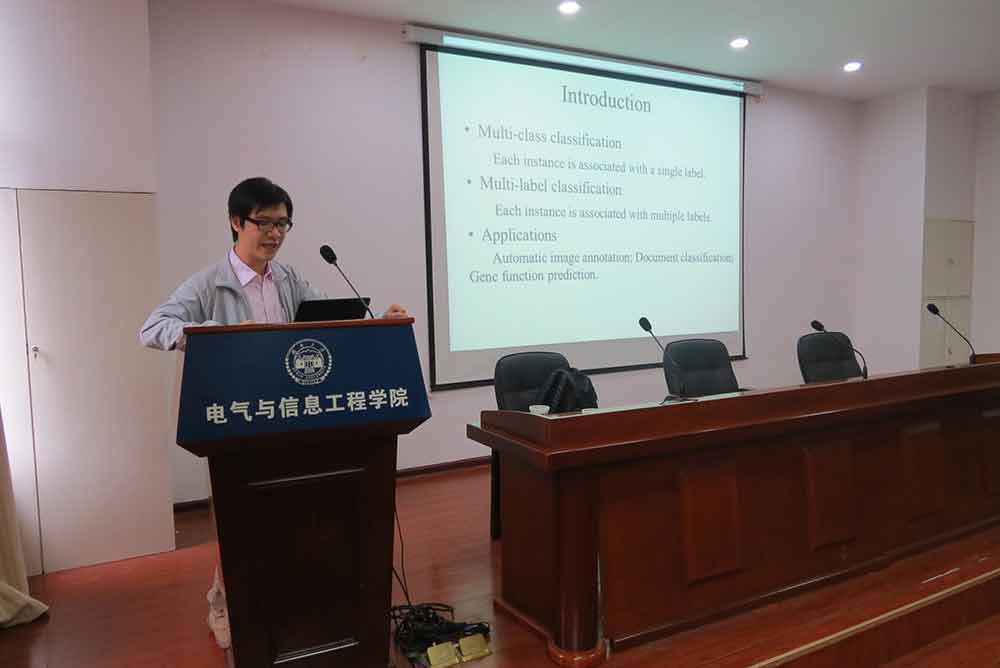 Introduction
• Multi-class classification
Each instance is associated with a single label.
• Multi-label classification
Each instance is associated with multiple labels.
• Applications
Automatic image annotation; Document classification;
Gene function prediction.
电气与信息工程学院